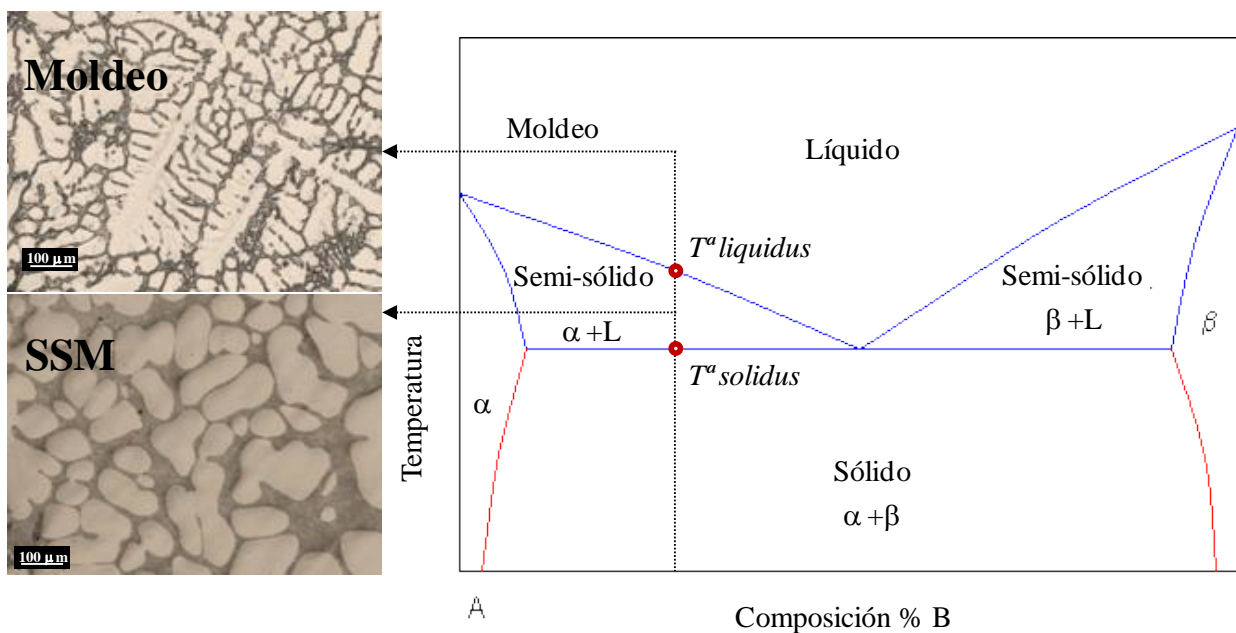 Moldeo
100 μm
SSM
100 μm
Moldeo
Líquido
Tª liquidus
Semi-sólido
α +L
Semi-sólido
β +L
β
Tª solidus
α
Temperatura
Sólido
α +β
A
Composición % B